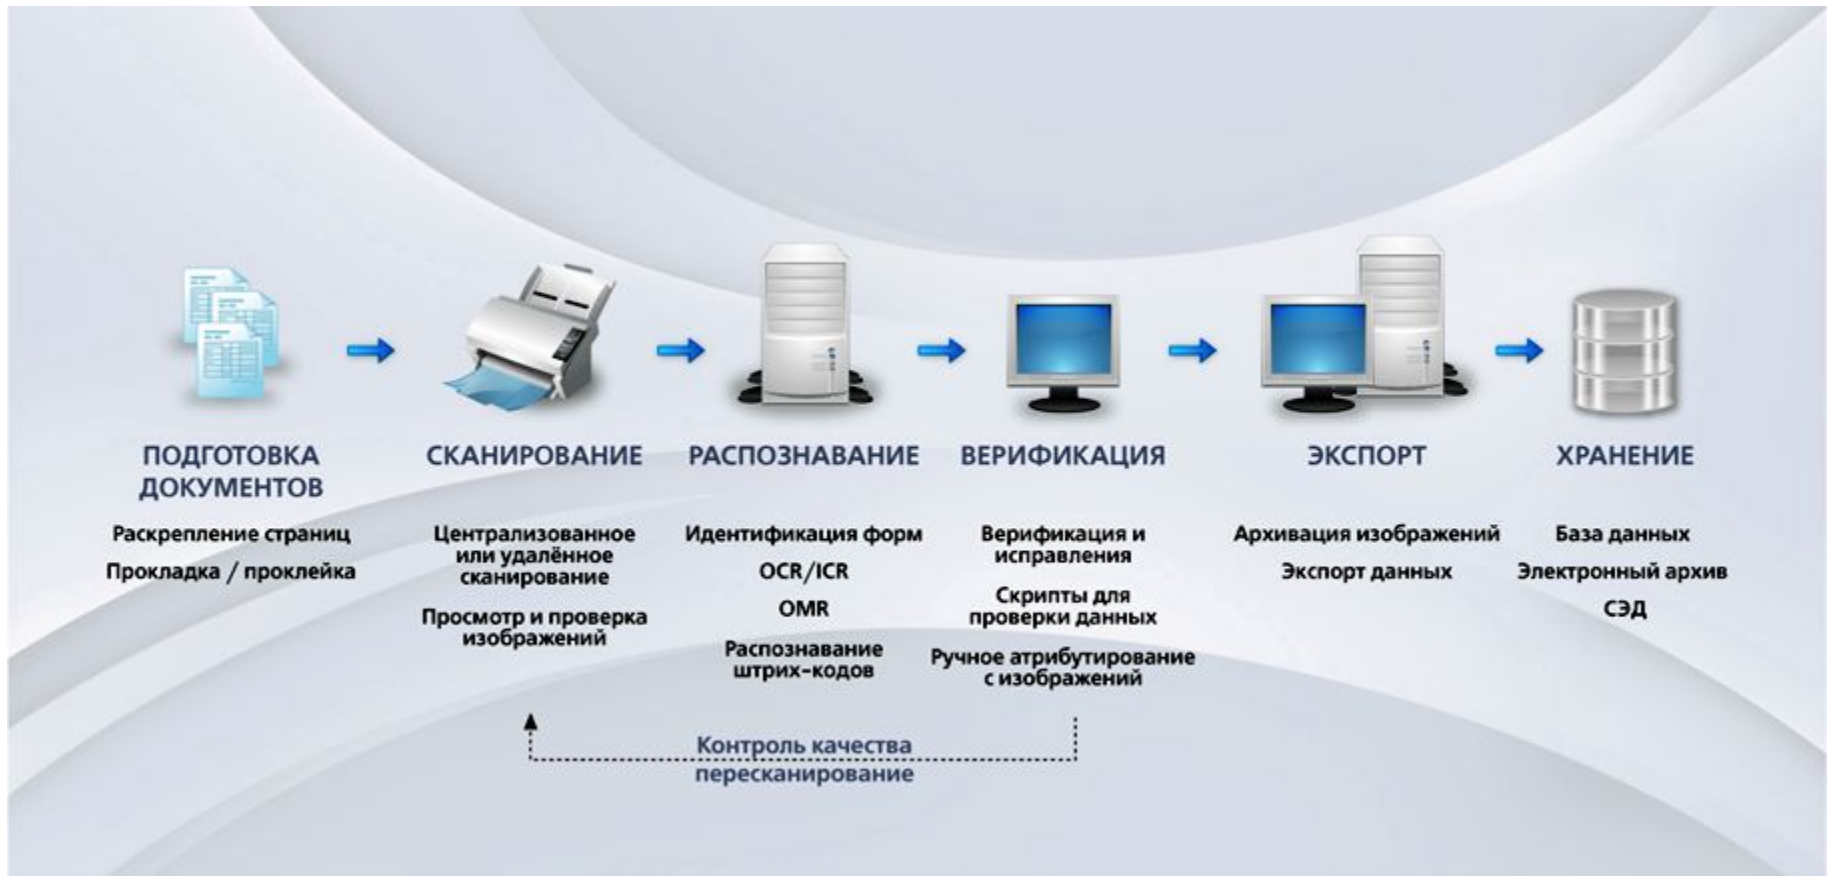 ПОДГОТОВКА
ДОКУМЕНТОВ
Раскрепление страниц
Прокладка / проклейка
СКАНИРОВАНИЕ
Централизованное
или удалённое
сканирование
Просмотр и проверка
изображений
РАСПОЗНАВАНИЕ
Идентификация форм
OCR/ICR
OMR
Распознавание
штрих-кодов
ВЕРИФИКАЦИЯ
Верификация и
исправления
Скрипты для
проверки данных
Ручное атрибутирование
с изображений
ЭКСПОРТ
Архивация изображений
Экспорт данных
ХРАНЕНИЕ
База данных
Электронный архив
СЭД
Контроль качества
пересканирование